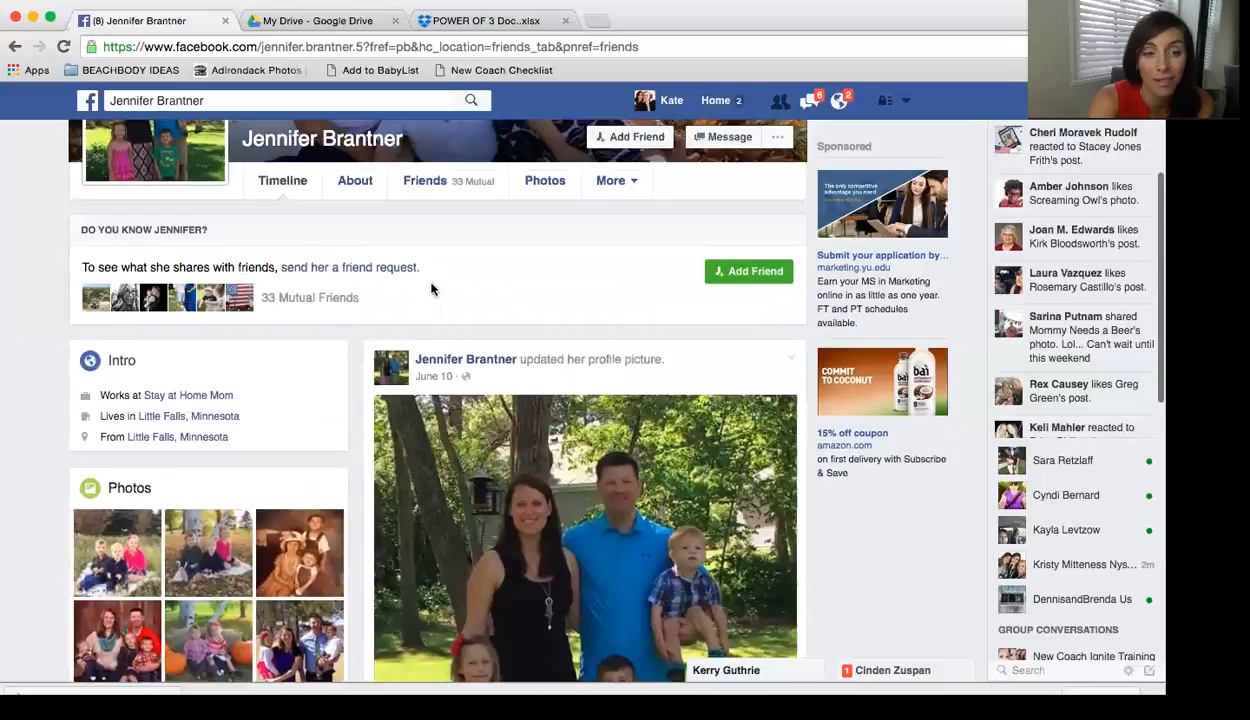 (8) Jennifer Brantner
My Drive - Google Drive
POWER OF 3 Doc..xlsx
https://www.facebook.com/jennifer.brantner.5?fref=pb&hc_location=friends_tab&pnref=friends
Apps
BEACHBODY IDEAS
Adirondack Photos
Add to BabyList
New Coach Checklist
Jennifer Brantner
Kate
Home 2
6
2
Jennifer Brantner
Add Friend
Message
Timeline
About
Friends 33 Mutual
Photos
More
DO YOU KNOW JENNIFER?
To see what she shares with friends, send her a friend request.
Add Friend
33 Mutual Friends
Intro
Works at Stay at Home Mom
Lives in Little Falls, Minnesota
From Little Falls, Minnesota
Photos
Jennifer Brantner updated her profile picture.
June 10
Sponsored
Submit your application by...
marketing.yu.edu
Earn your MS in Marketing
online in as little as one year.
FT and PT schedules
available.
COMMIT
TO COCONUT
bai
bai
15% off coupon
amazon.com
on first delivery with Subscribe
& Save
Cheri Moravek Rudolf
reacted to Stacey Jones
Frith's post.
Amber Johnson likes
Screaming Owl's photo.
Joan M. Edwards likes
Kirk Bloodsworth's post.
Laura Vazquez likes
Rosemary Castillo's post.
Sarina Putnam shared
Mommy Needs a Beer's
photo. Lol... Can't wait until
this weekend
Rex Causey likes Greg
Green's post.
Keli Mahler reacted to
Sara Retzlaff
Cyndi Bernard
Kayla Levtzow
Kristy Mitteness Nys... 2m
DennisandBrenda Us
GROUP CONVERSATIONS
New Coach Ignite Training
Search
Kerry Guthrie
1 Cinden Zuspan